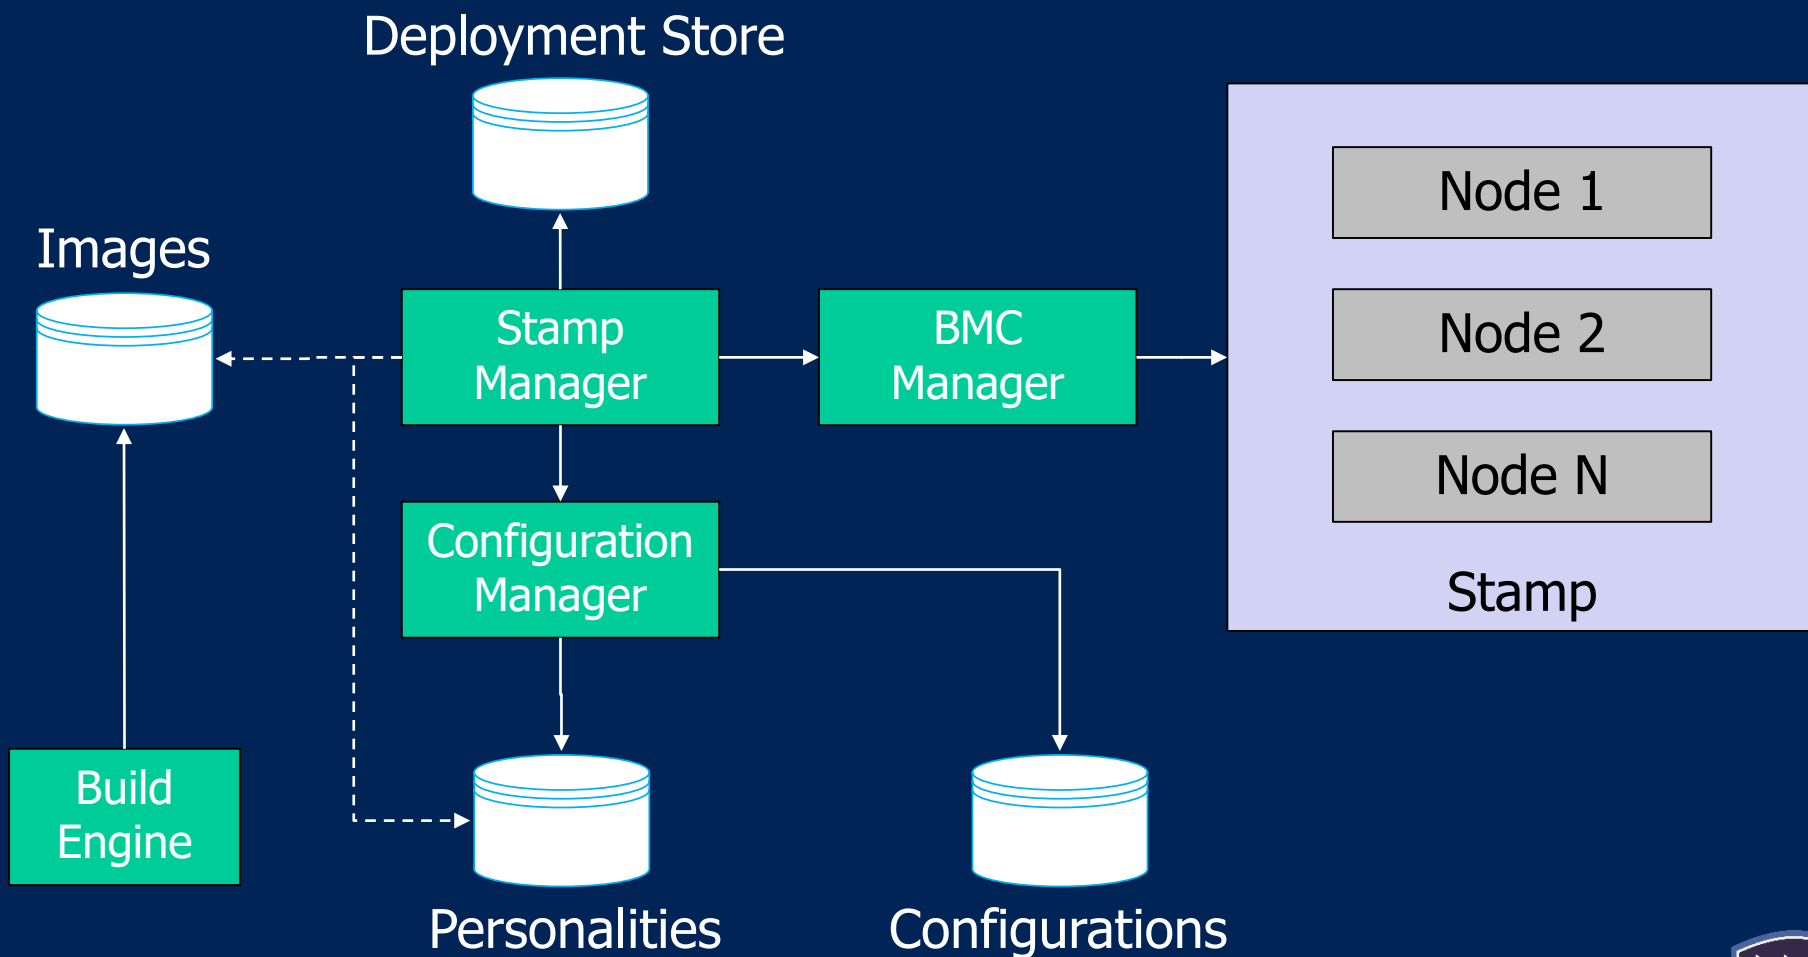 Deployment Store
Images
Stamp
Manager
BMC
Manager
Node 1
Node 2
Node N
Stamp
Configuration
Manager
Build
Engine
Personalities
Configurations